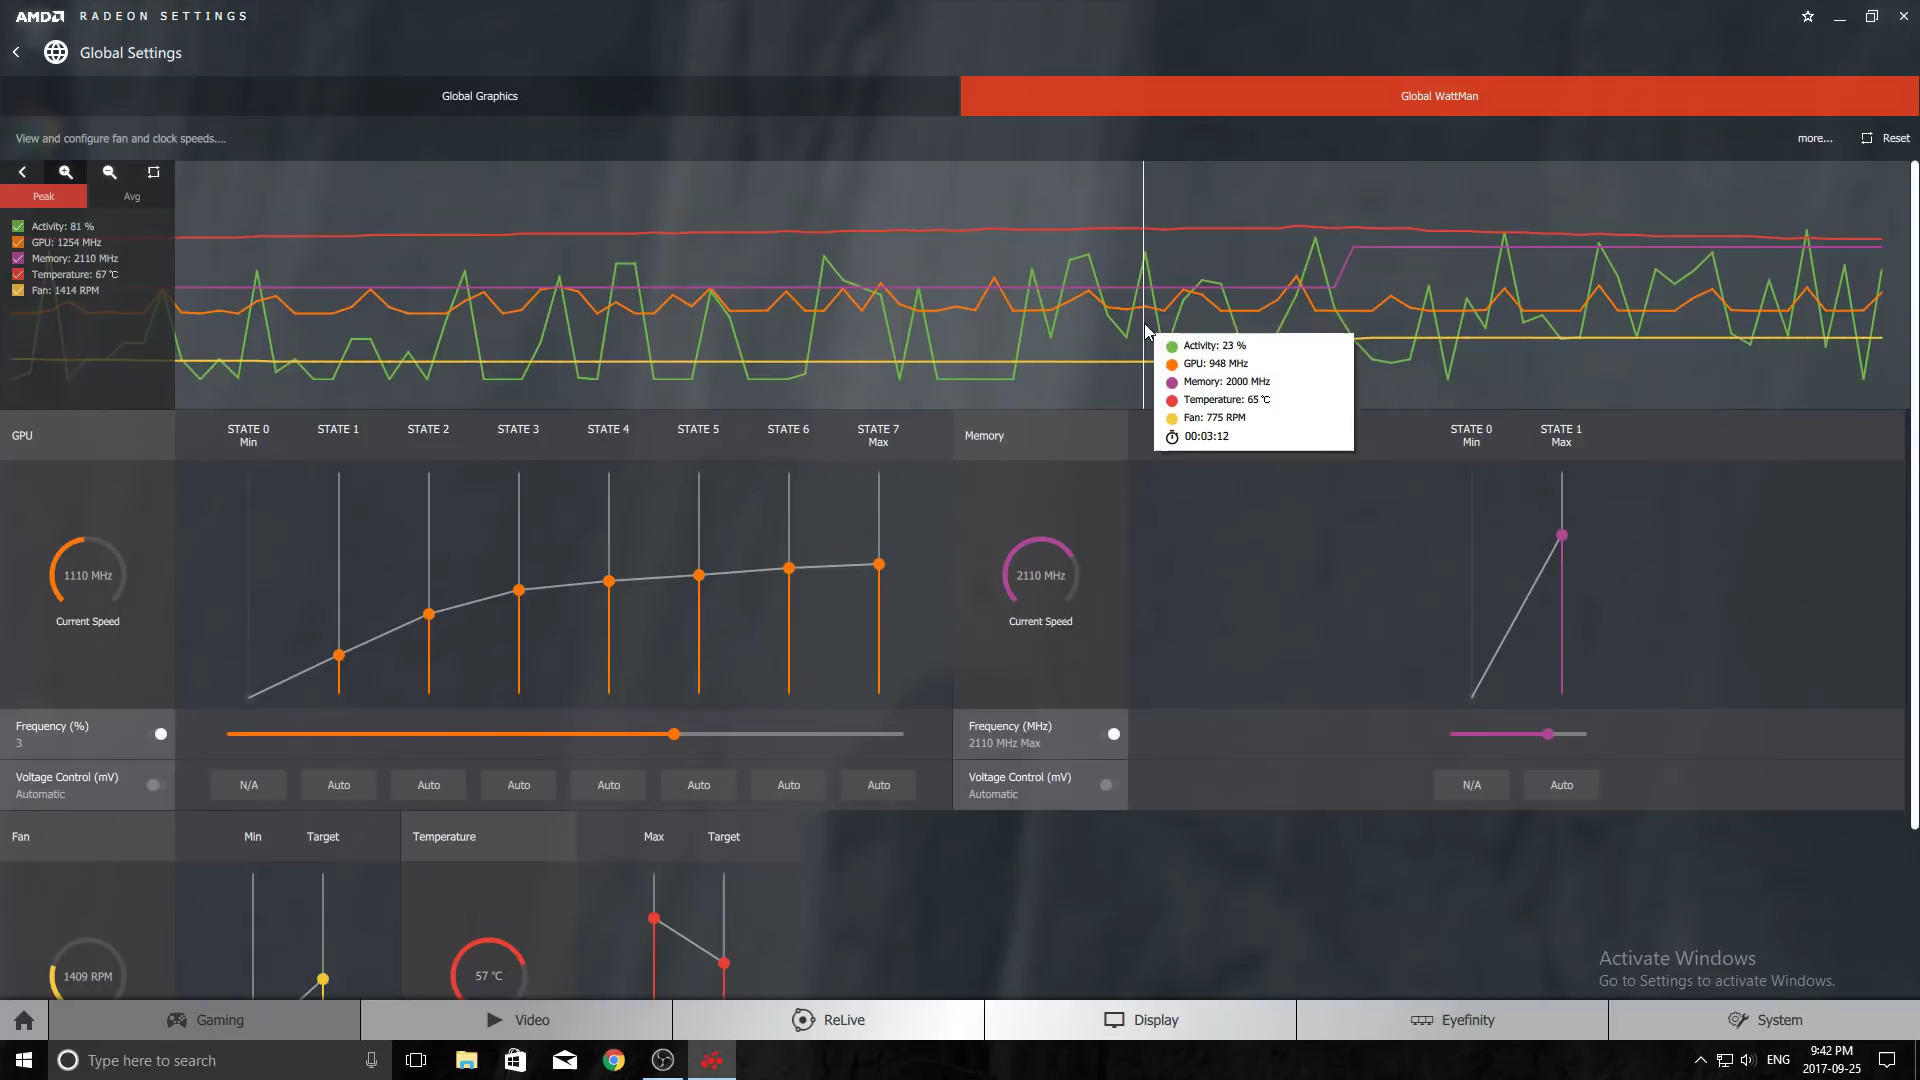 AMD RADEON SETTINGS
Global Settings
Global Graphics
Global WattMan
View and configure fan and clock speeds....
more...
Reset
Peak
Avg
Activity: 81 %
GPU: 1254 MHz
Memory: 2110 MHz
Temperature: 67 ℃
Fan: 1414 RPM
Activity: 23 %
GPU: 948 MHz
Memory: 2000 MHz
Temperature: 65 ℃
Fan: 775 RPM
00:03:12
GPU
STATE 0
Min
STATE 1
STATE 2
STATE 3
STATE 4
STATE 5
STATE 6
STATE 7
Max
Memory
STATE 0
Min
STATE 1
Max
1110 MHz
Current Speed
2110 MHz
Current Speed
Frequency (%)
3
Frequency (MHz)
2110 MHz Max
Voltage Control (mV)
Automatic
N/A
Auto
Auto
Auto
Auto
Auto
Auto
Auto
Voltage Control (mV)
Automatic
N/A
Auto
Fan
Min
Target
Temperature
Max
Target
1409 RPM
57 ℃
Activate Windows
Go to Settings to activate Windows.
Gaming
Video
ReLive
Display
Eyefinity
System
Type here to search
ENG
9:42 PM
2017-09-25